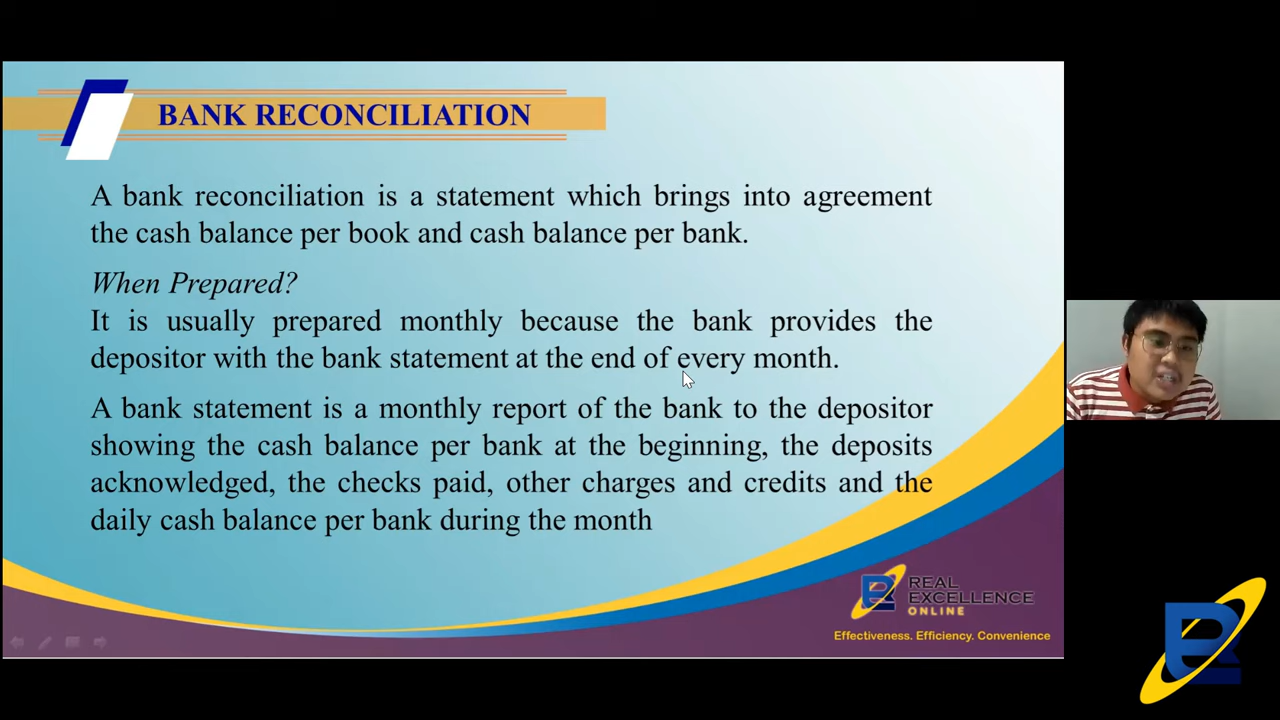 BANK RECONCILIATION
A bank reconciliation is a statement which brings into agreement
the cash balance per book and cash balance per bank.
When Prepared?
It is usually prepared monthly because the bank provides the
depositor with the bank statement at the end of every month.
A bank statement is a monthly report of the bank to the depositor
showing the cash balance per bank at the beginning, the deposits
acknowledged, the checks paid, other charges and credits and the
daily cash balance per bank during the month
REAL
EXCELLENCE
ONLINE
Effectiveness. Efficiency. Convenience